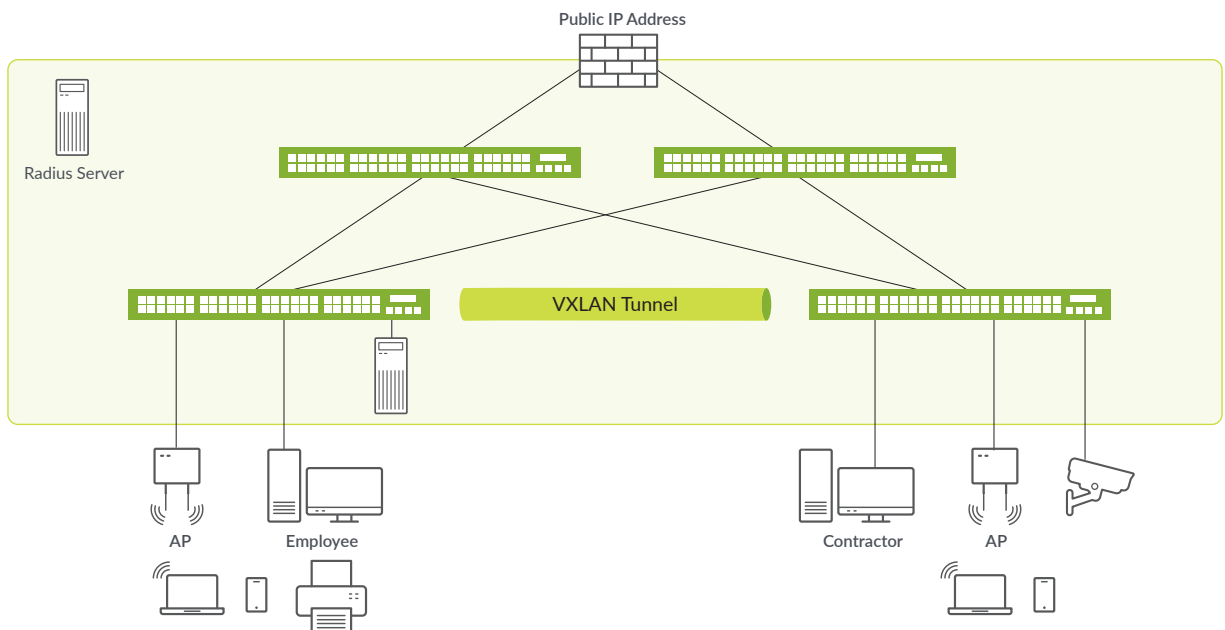 Public IP Address
Radius Server
VXLAN Tunnel
AP
Employee
Contractor
AP